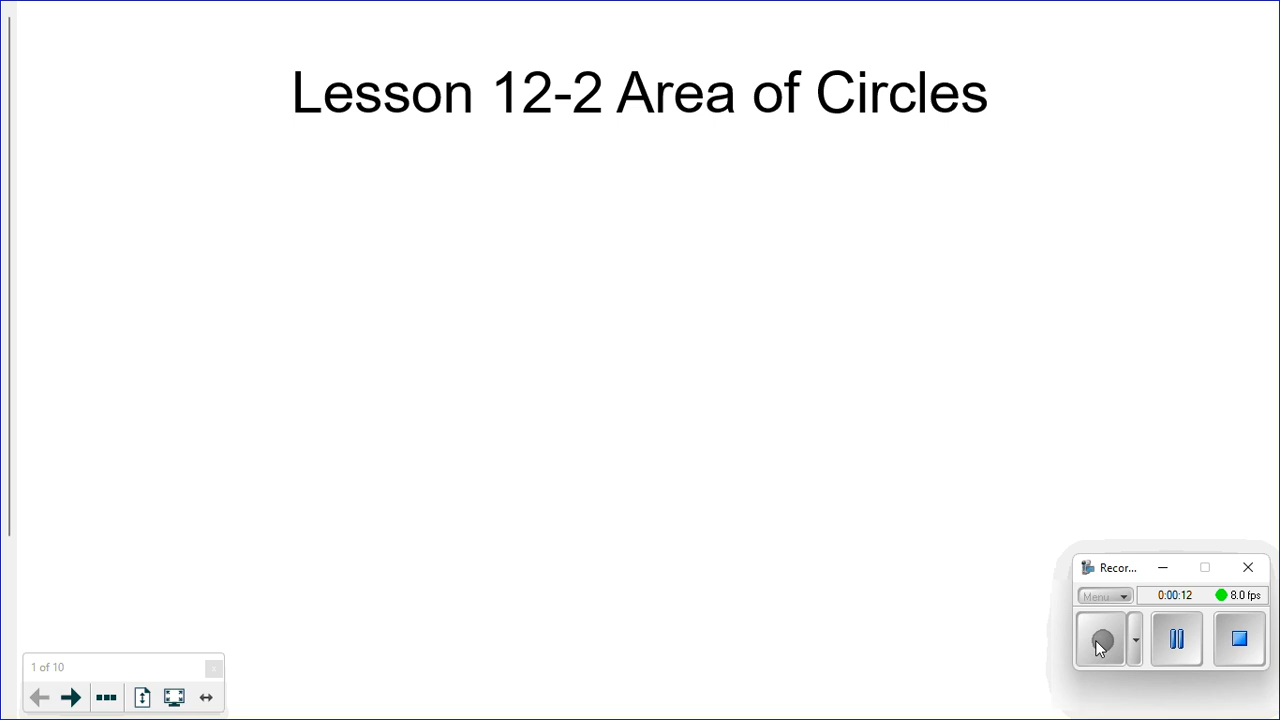 Lesson 12-2 Area of Circles
Recor...
Menu
0:00:12
8.0 fps
1 of 10